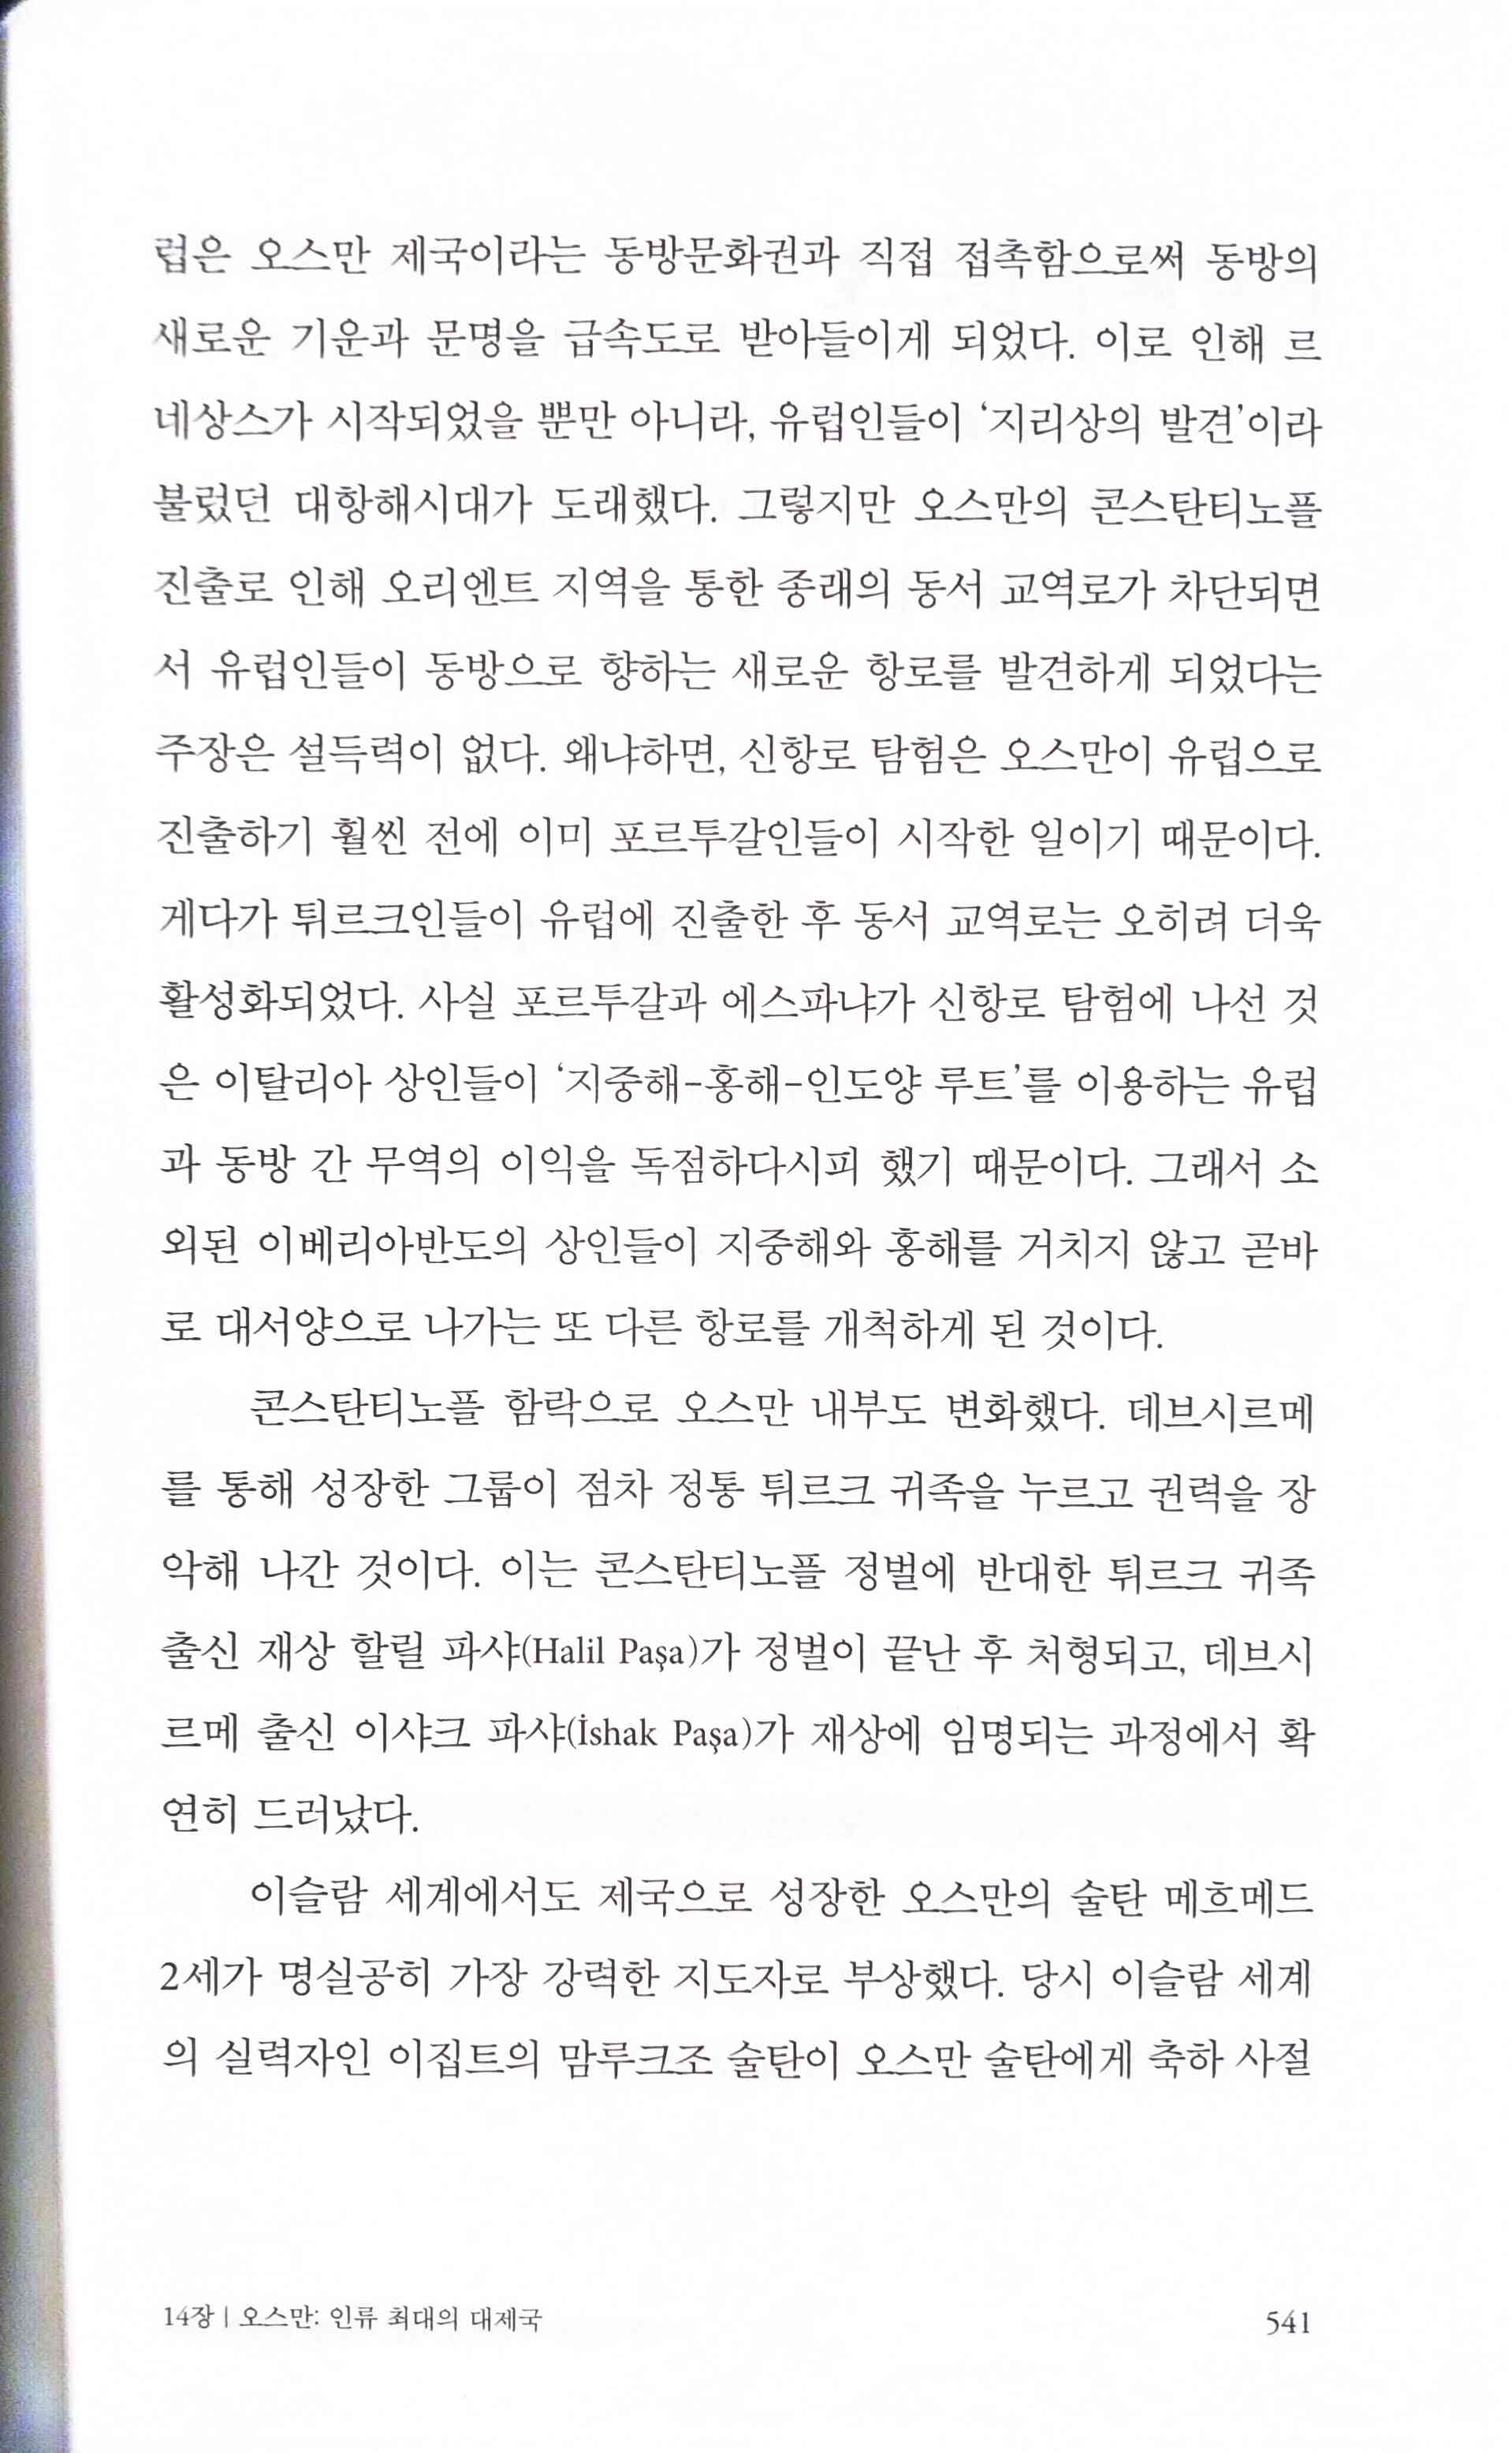 럽은 오스만 제국이라는 동방문화권과 직접 접촉함으로써 동방의
새로운 기운과 문명을 급속도로 받아들이게 되었다. 이로 인해 르
네상스가 시작되었을 뿐만 아니라, 유럽인들이 ‘지리상의 발견’이라
불렀던 대항해시대가 도래했다. 그렇지만 오스만의 콘스탄티노플
진출로 인해 오리엔트 지역을 통한 종래의 동서 교역로가 차단되면
서 유럽인들이 동방으로 향하는 새로운 항로를 발견하게 되었다는
주장은 설득력이 없다. 왜냐하면, 신항로 탐험은 오스만이 유럽으로
진출하기 훨씬 전에 이미 포르투갈인들이 시작한 일이기 때문이다.
게다가 튀르크인들이 유럽에 진출한 후 동서 교역로는 오히려 더욱
활성화되었다. 사실 포르투갈과 에스파냐가 신항로 탐험에 나선 것
은 이탈리아 상인들이 ‘지중해-홍해-인도양 루트’를 이용하는 유럽
과 동방 간 무역의 이익을 독점하다시피 했기 때문이다. 그래서 소
외된 이베리아반도의 상인들이 지중해와 홍해를 거치지 않고 곧바
로 대서양으로 나가는 또 다른 항로를 개척하게 된 것이다.
콘스탄티노플 함락으로 오스만 내부도 변화했다. 데브시르메
를 통해 성장한 그룹이 점차 정통 튀르크 귀족을 누르고 권력을 장
악해 나간 것이다. 이는 콘스탄티노플 정벌에 반대한 튀르크 귀족
출신 재상 할릴 파샤(Halil Paşa)가 정벌이 끝난 후 처형되고, 데브시
르메 출신 이샤크 파샤(İshak Paşa)가 재상에 임명되는 과정에서 확
연히 드러났다.
이슬람 세계에서도 제국으로 성장한 오스만의 술탄 메흐메드
2세가 명실공히 가장 강력한 지도자로 부상했다. 당시 이슬람 세계
의 실력자인 이집트의 맘루크조 술탄이 오스만 술탄에게 축하 사절
14장 | 오스만: 인류 최대의 대제국
541